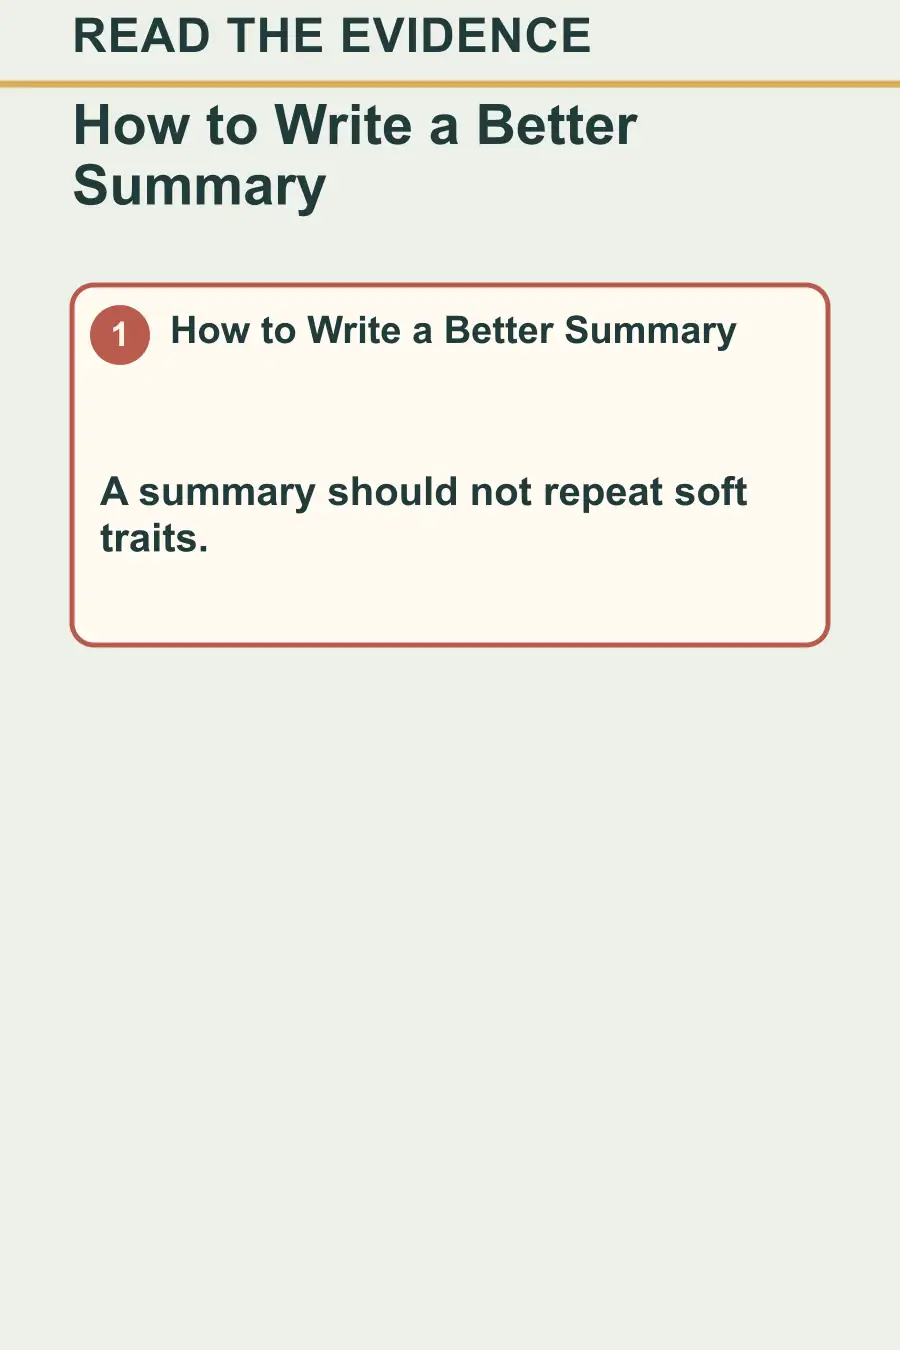 READ THE EVIDENCE
How to Write a Better
Summary
1
How to Write a Better Summary
A summary should not repeat soft
traits.